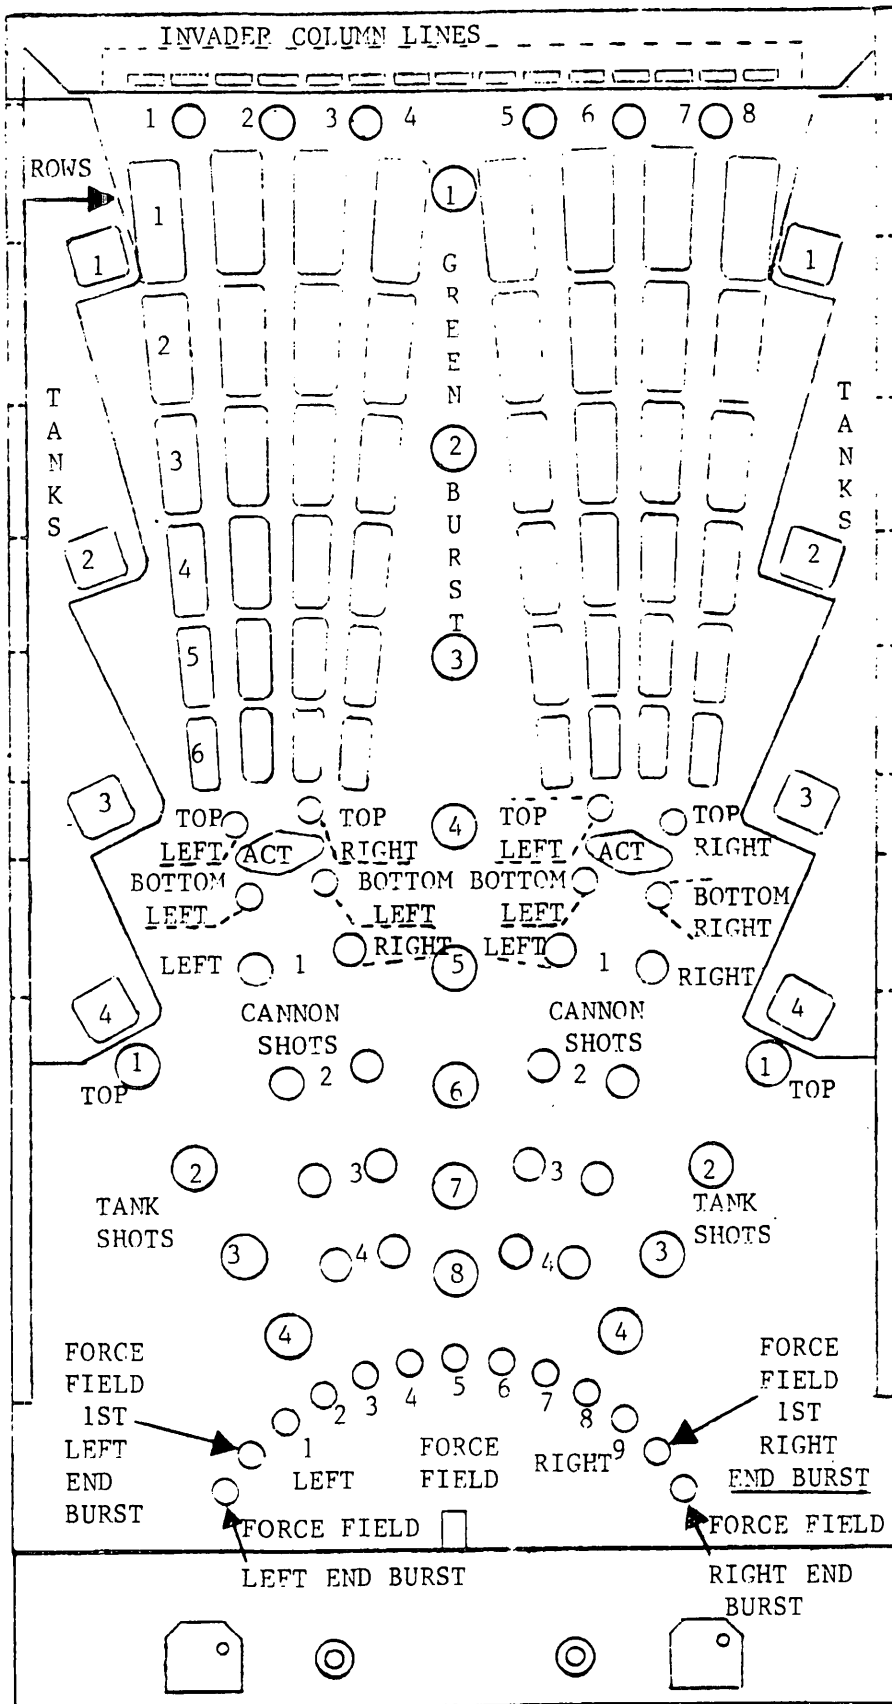 INVADER COLUMN LINES
1 2 3 4 5 6 7 8
ROWS
1
1
1
1
G
R
E
E
N
2
2
B
U
R
S
T
T
A
N
K
S
T
A
N
K
S
3
4
2
2
5
3
6
3
3
4
TOP
LEFT
ACT
TOP
RIGHT
TOP
LEFT
ACT
TOP
RIGHT
BOTTOM
LEFT
BOTTOM
LEFT
BOTTOM
LEFT
BOTTOM
RIGHT
LEFT 1 RIGHT 5 LEFT 1 RIGHT
4
4
CANNON
SHOTS
CANNON
SHOTS
1
TOP
2 6 2
1
TOP
2 3 7 3 2
TANK
SHOTS
TANK
SHOTS
3 4 8 4 3
4 4
FORCE
FIELD
1ST
LEFT
END
BURST
1 2 3 4 5 6 7 8 9
LEFT
FORCE
FIELD
RIGHT
FORCE
FIELD
1ST
RIGHT
END BURST
FORCE FIELD
LEFT END BURST
FORCE FIELD
RIGHT END
BURST